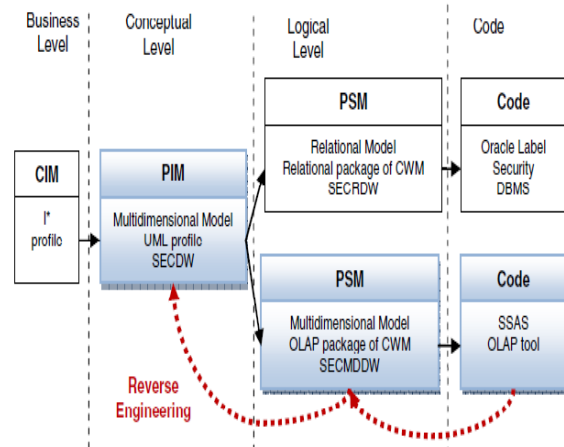 Business
Level
Conceptual
Level
Logical
Level
Code
PSM
Relational Model
Relational package of CWM
SECRDW
Code
Oracle Label
Security
DBMS
CIM
I*
profile
PIM
Multidimensional Model
UML profile
SECDW
PSM
Multidimensional Model
OLAP package of CWM
SECMDDW
Code
SSAS
OLAP tool
Reverse
Engineering